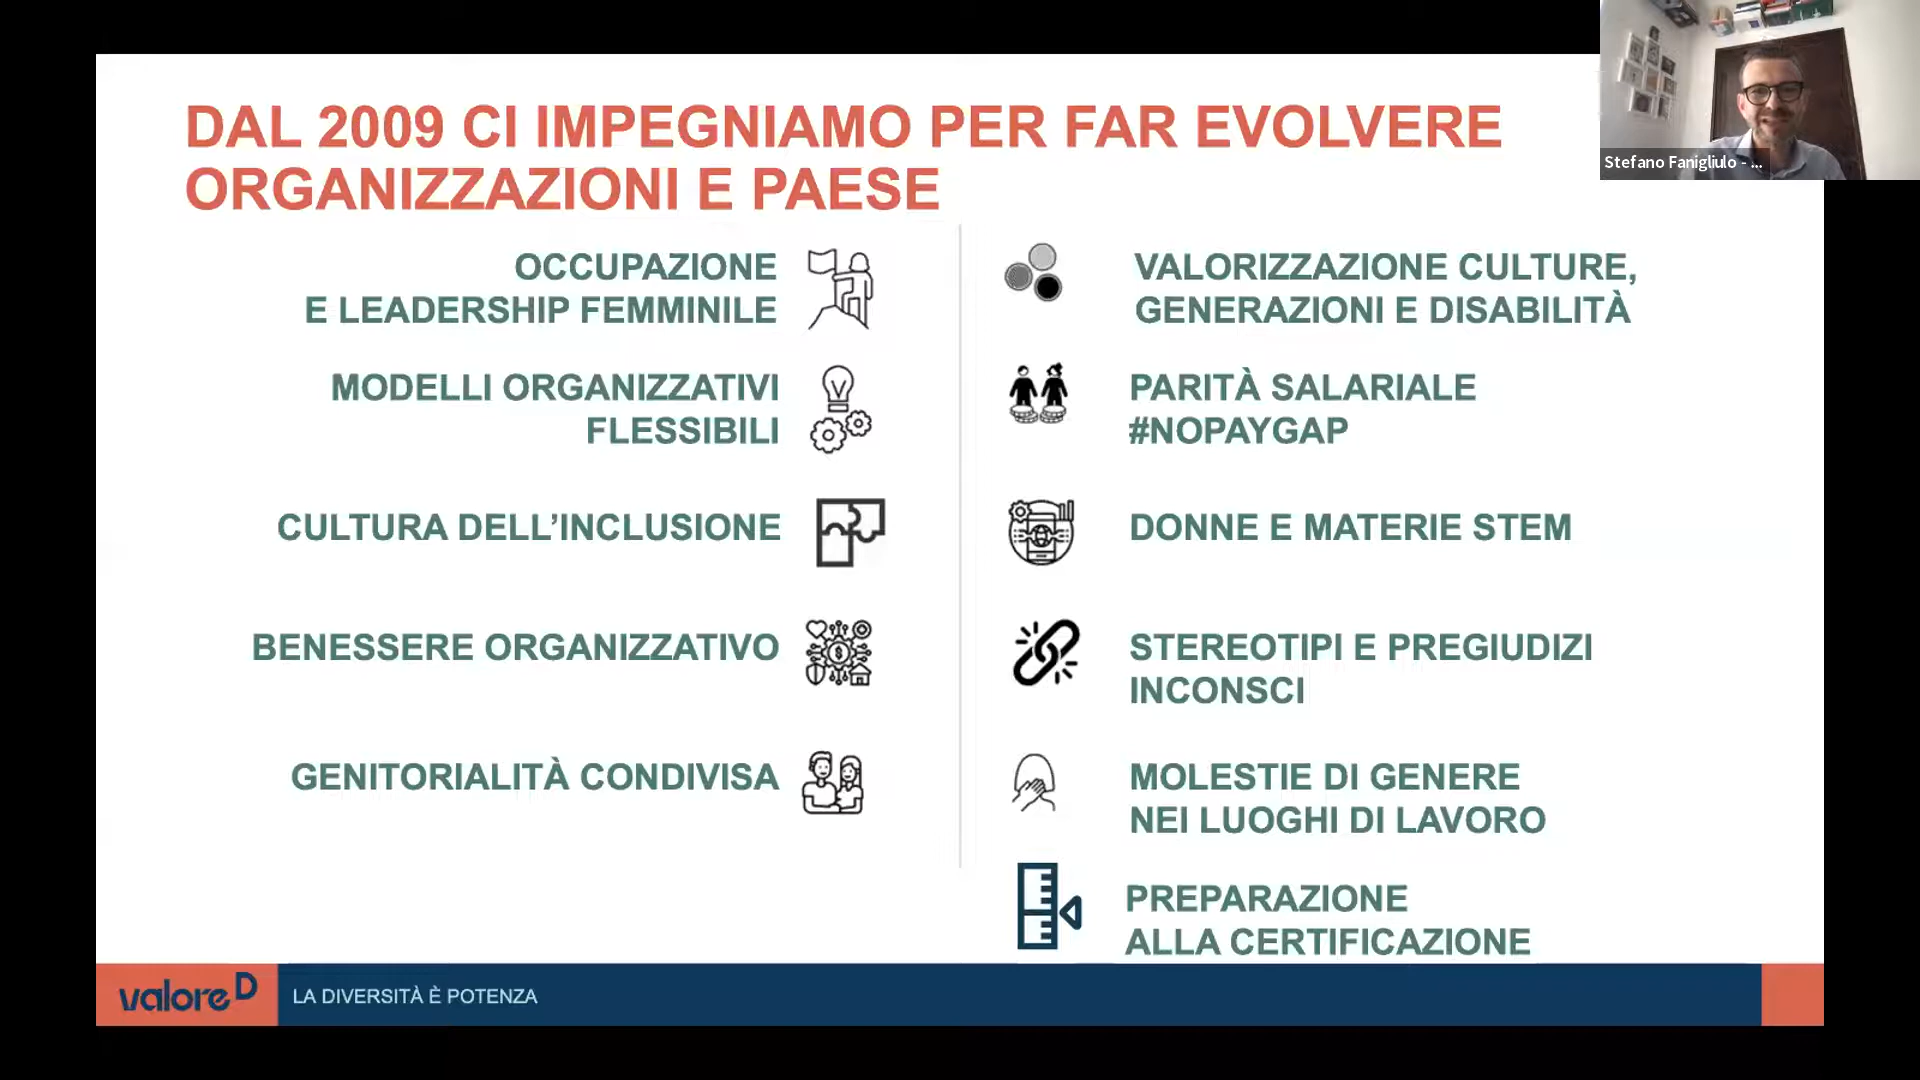 DAL 2009 CI IMPEGNIAMO PER FAR EVOLVERE
ORGANIZZAZIONI E PAESE
Stefano Fanigliulo - ...
OCCUPAZIONE
E LEADERSHIP FEMMINILE
MODELLI ORGANIZZATIVI
FLESSIBILI
CULTURA DELL’INCLUSIONE
BENESSERE ORGANIZZATIVO
GENITORIALITÀ CONDIVISA
VALORIZZAZIONE CULTURE,
GENERAZIONI E DISABILITÀ
PARITÀ SALARIALE
#NOPAYGAP
DONNE E MATERIE STEM
STEREOTIPI E PREGIUDIZI
INCONSCI
MOLESTIE DI GENERE
NEI LUOGHI DI LAVORO
PREPARAZIONE
ALLA CERTIFICAZIONE
valore D
LA DIVERSITÀ È POTENZA